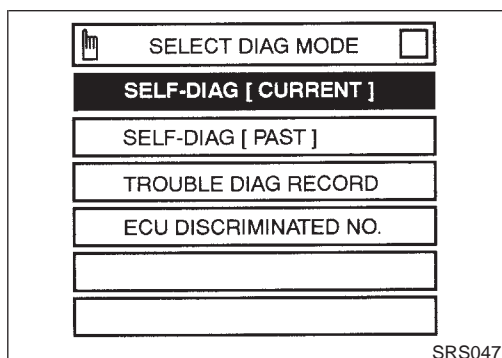 SELECT DIAG MODE
SELF-DIAG [ CURRENT ]
SELF-DIAG [ PAST ]
TROUBLE DIAG RECORD
ECU DISCRIMINATED NO.
SRS047